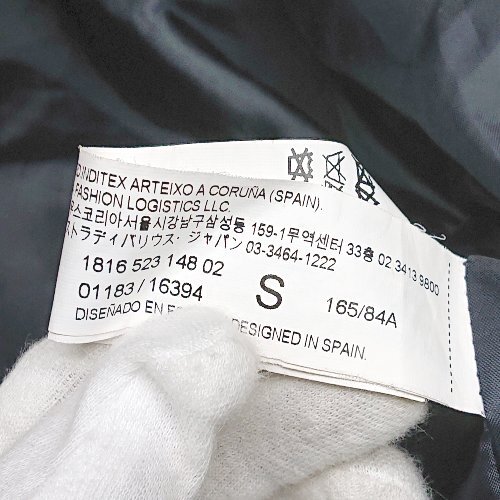 INDITEX ARTEIXO A CORUÑA (SPAIN).
FASHION LOGISTICS LLC.
스코리아서울시강남구삼성동 159-1무역센터 33층 02 3413 9800
ストラディバリウス・ジャパン 03-3464-1222
1816 523 148 02
01183 / 16394
S
165/84A
DISEÑADO EN DESIGNED IN SPAIN.